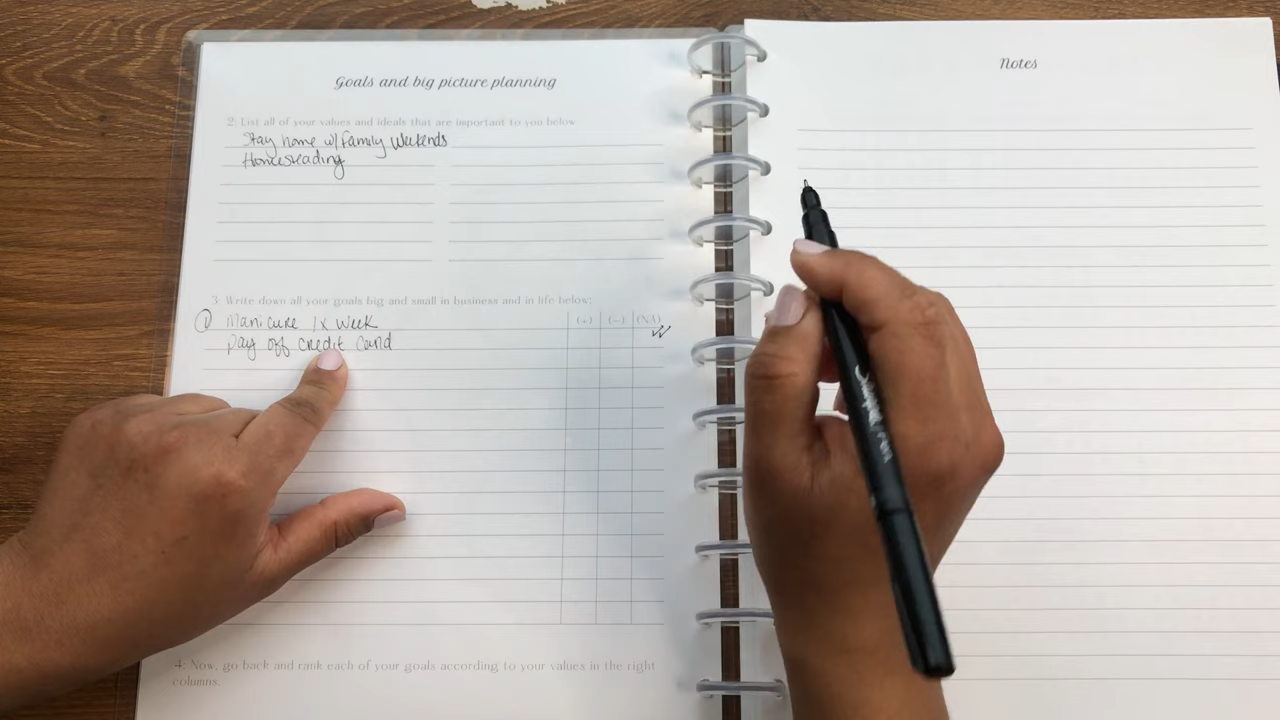 Goals and big picture planning
2: List all of your values and ideals that are important to you below
Stay home w/family weekends
Homesteading
3: Write down all your goals big and small in business and in life below:
(+) (-) (NA)
① Manicure 1x week
pay off credit card
4: Now, go back and rank each of your goals according to your values in the right
columns.
Notes